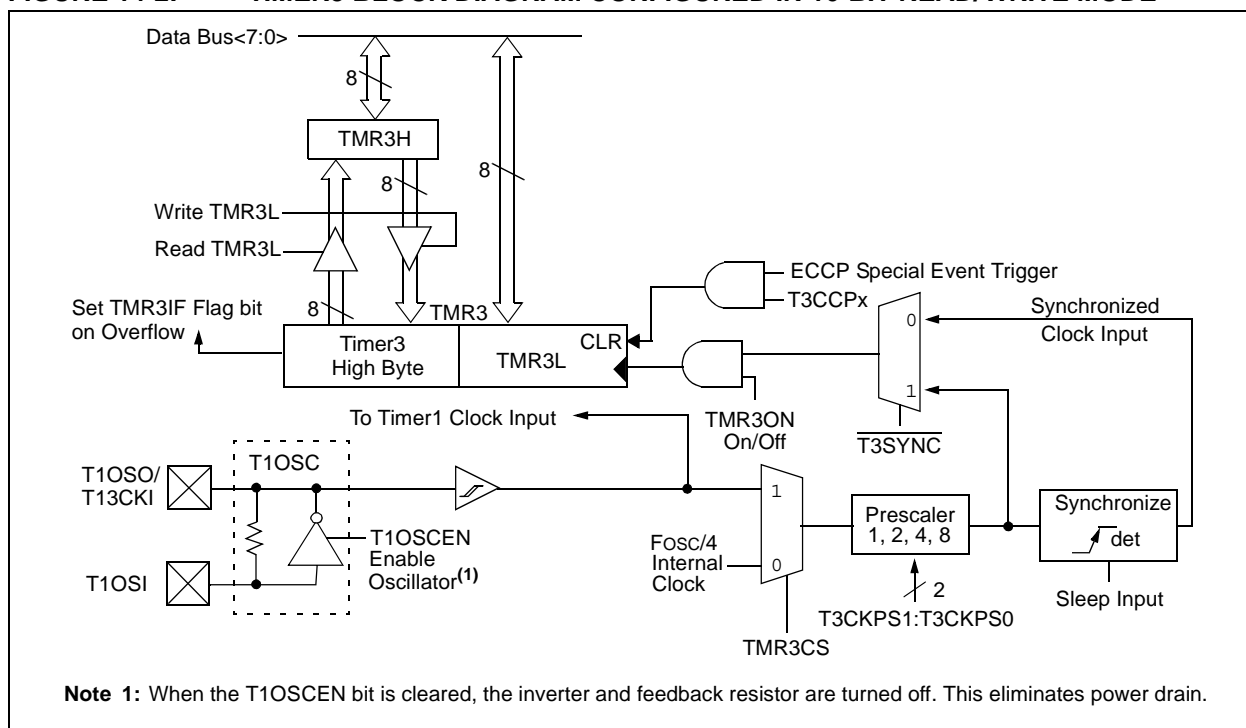 Data Bus<7:0>
8
TMR3H
8
8
Write TMR3L
Read TMR3L
8
Set TMR3IF Flag bit
on Overflow
TMR3
Timer3
High Byte
TMR3L
CLR
ECCP Special Event Trigger
T3CCPx
Synchronized
Clock Input
0
1
TMR3ON
On/Off
T3SYNC
To Timer1 Clock Input
T1OSO/
T13CKI
T1OSC
T1OSCEN
Enable
Oscillator(1)
T1OSI
FOSC/4
Internal
Clock
1
0
TMR3CS
Prescaler
1, 2, 4, 8
2
T3CKPS1:T3CKPS0
Synchronize
det
Sleep Input
Note 1: When the T1OSCEN bit is cleared, the inverter and feedback resistor are turned off. This eliminates power drain.